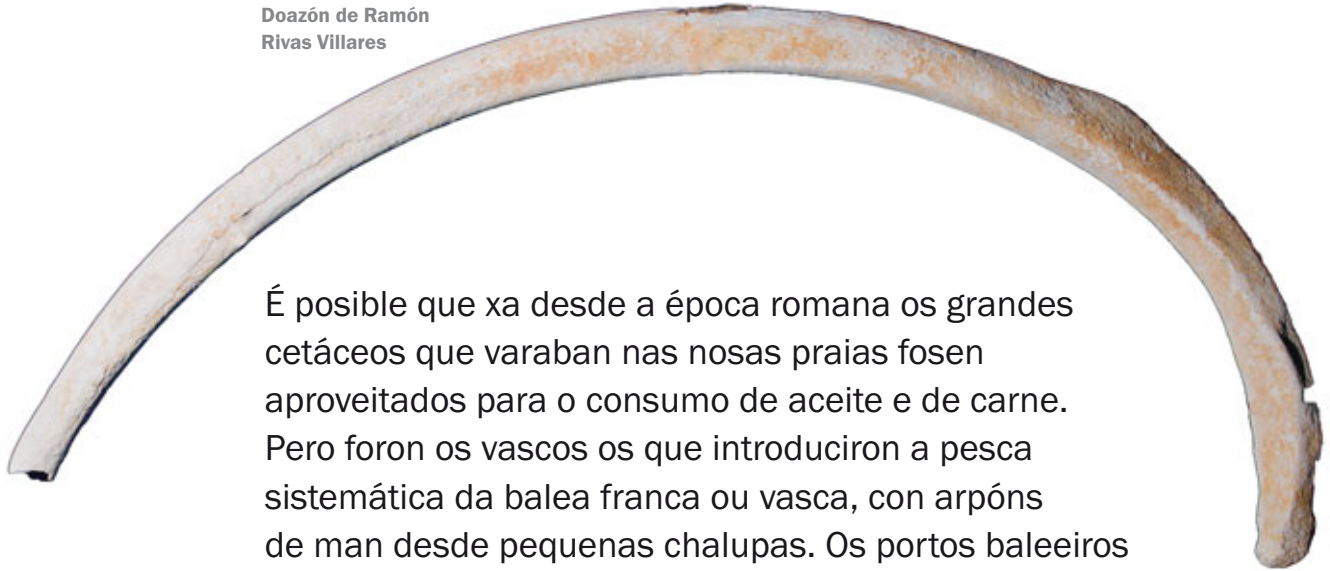 Doazón de Ramón
Rivas Villares
É posible que xa desde a época romana os grandes
cetáceos que varaban nas nosas praias fosen
aproveitados para o consumo de aceite e de carne.
Pero foron os vascos os que introduciron a pesca
sistemática da balea franca ou vasca, con arpóns
de man desde pequenas chalupas. Os portos baleeiros